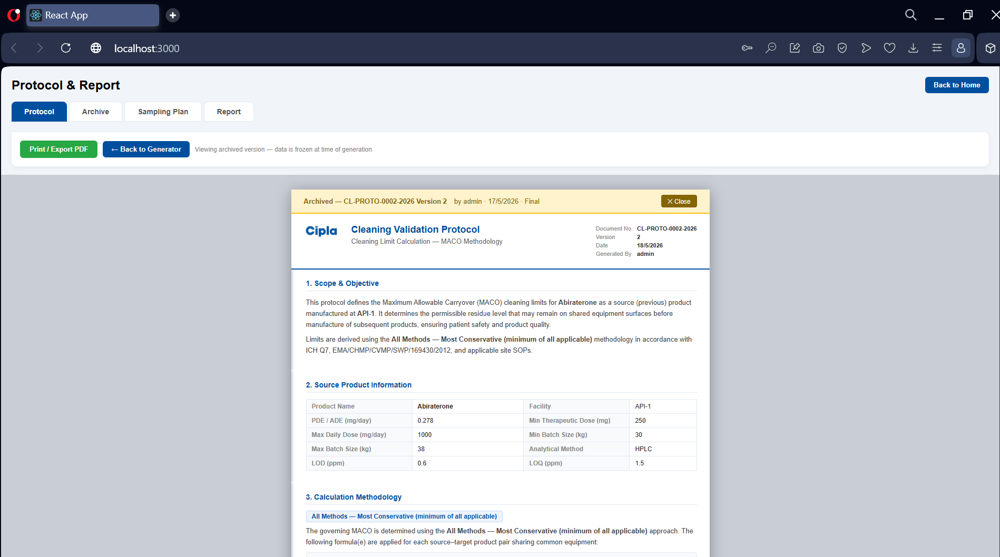 React App
localhost:3000
Protocol & Report
Back to Home
Protocol
Archive
Sampling Plan
Report
Print / Export PDF
← Back to Generator
Viewing archived version — data is frozen at time of generation
Archived — CL-PROTO-0002-2026 Version 2 by admin · 17/5/2026 · Final
✕ Close
Cipla
Cleaning Validation Protocol
Cleaning Limit Calculation — MACO Methodology
Document No. CL-PROTO-0002-2026
Version 2
Date 18/5/2026
Generated By admin
1. Scope & Objective
This protocol defines the Maximum Allowable Carryover (MACO) cleaning limits for Abiraterone as a source (previous) product
manufactured at API-1. It determines the permissible residue level that may remain on shared equipment surfaces before
manufacture of subsequent products, ensuring patient safety and product quality.
Limits are derived using the All Methods — Most Conservative (minimum of all applicable) methodology in accordance with
ICH Q7, EMA/CHMP/CVMP/SWP/169430/2012, and applicable site SOPs.
2. Source Product Information
Product Name Abiraterone Facility API-1
PDE / ADE (mg/day) 0.278 Min Therapeutic Dose (mg) 250
Max Daily Dose (mg/day) 1000 Min Batch Size (kg) 30
Max Batch Size (kg) 38 Analytical Method HPLC
LOD (ppm) 0.6 LOQ (ppm) 1.5
3. Calculation Methodology
All Methods — Most Conservative (minimum of all applicable)
The governing MACO is determined using the All Methods — Most Conservative (minimum of all applicable) approach. The
following formula(e) are applied for each source–target product pair sharing common equipment: